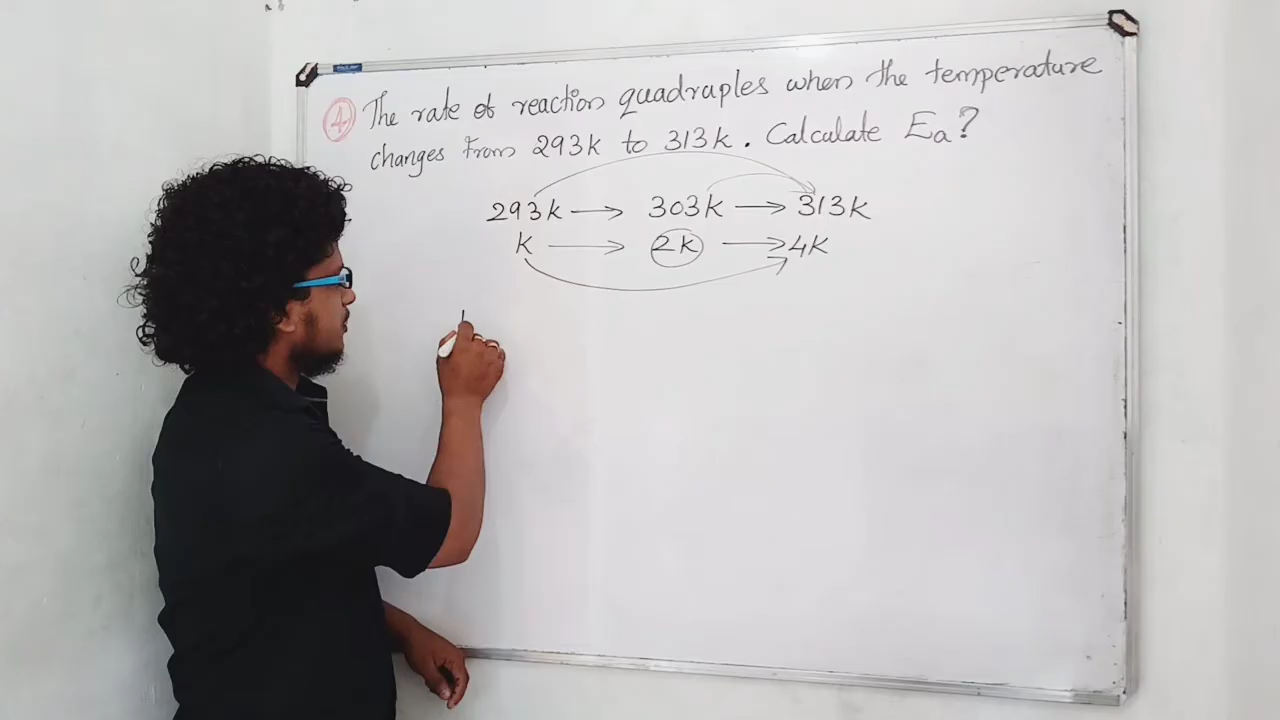 ④ The rate of reaction quadruples when the temperature
changes from 293k to 313k. Calculate Ea?
293k → 303k → 313k
k → 2k → 4k